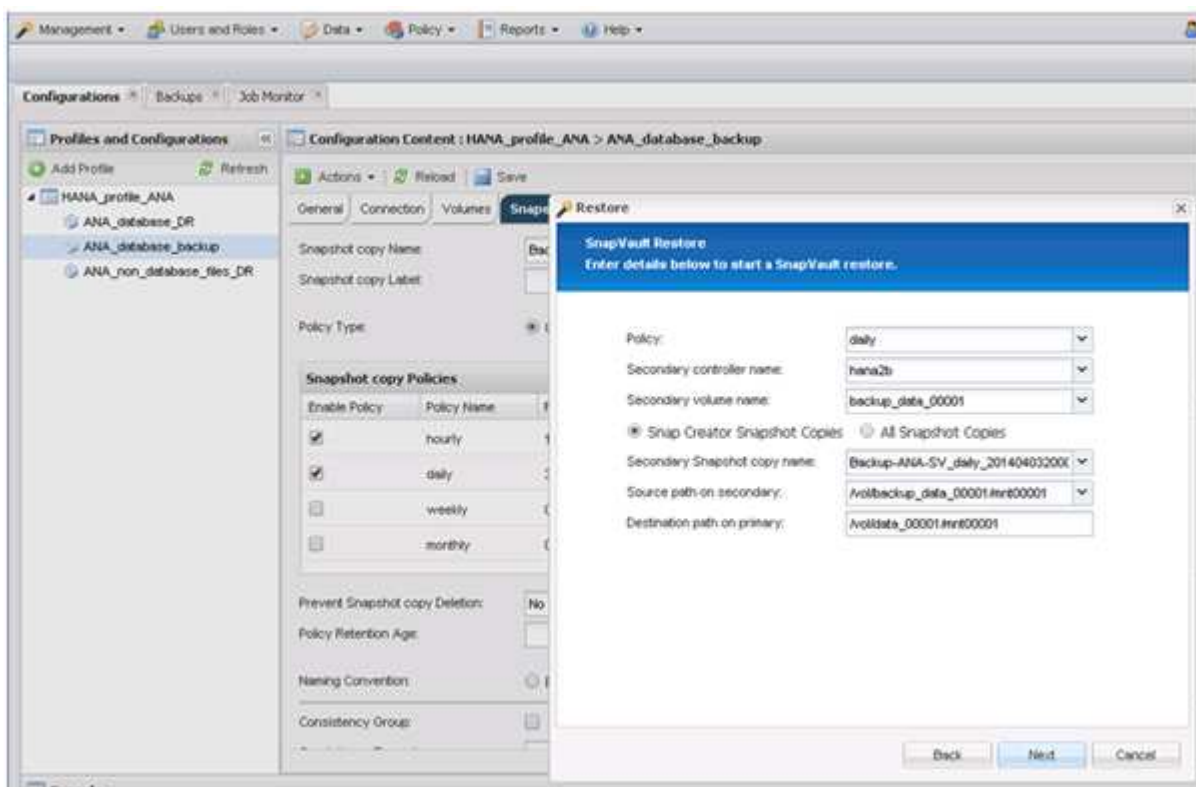 Management Users and Roles Data Policy Reports Help
Configurations Backups Job Monitor
Profiles and Configurations
Add Profile Refresh
HANA_profile_ANA
ANA_database_DR
ANA_database_backup
ANA_non_database_files_DR
Configuration Content : HANA_profile_ANA > ANA_database_backup
Actions Reload Save
General Connection Volumes Snaps
Snapshot copy Name:
Snapshot copy Label:
Policy Type:
Snapshot copy Policies
Enable Policy Policy Name
hourly
daily
weekly
monthly
Prevent Snapshot copy Deletion: No
Policy Retention Age:
Naming Convention:
Consistency Group:
Restore
SnapVault Restore
Enter details below to start a SnapVault restore.
Policy: daily
Secondary controller name: hana2b
Secondary volume name: backup_data_00001
Snap Creator Snapshot Copies All Snapshot Copies
Secondary Snapshot copy name: Backup-ANA-SV_daily_2014040320
Source path on secondary: /vol/backup_data_00001/mnt00001
Destination path on primary: /vol/data_00001/mnt00001
Back Next Cancel